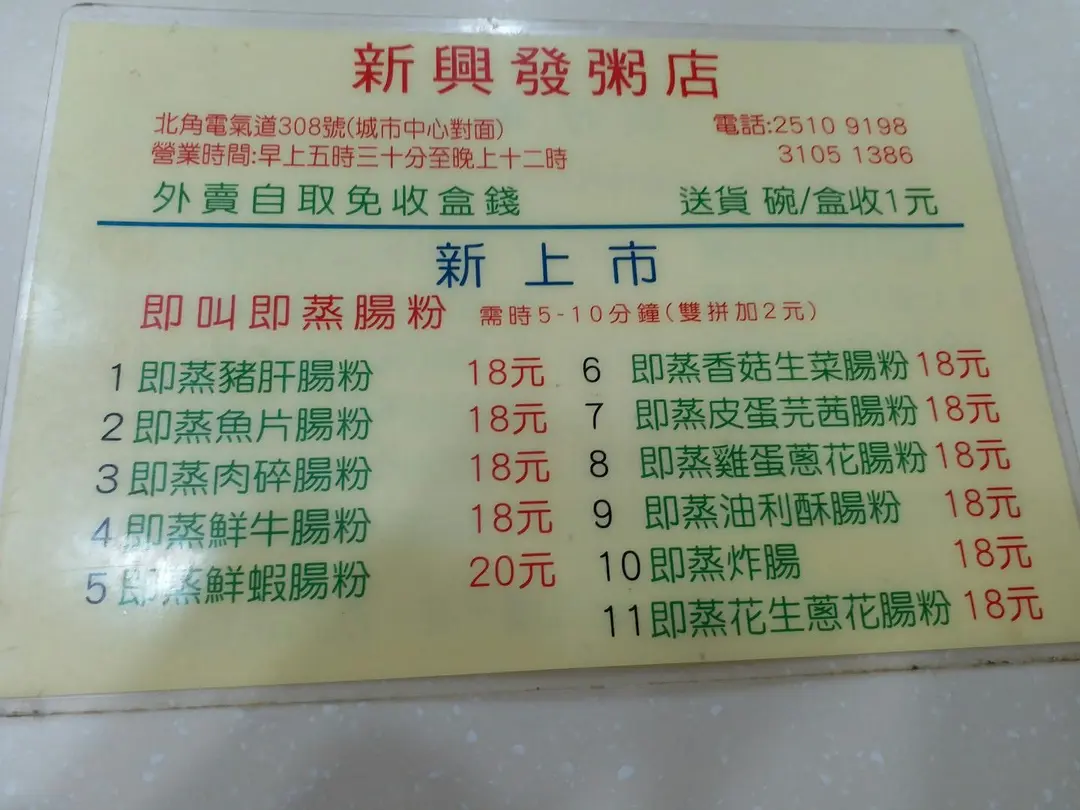 新興發粥店
北角電氣道308號(城市中心對面) 電話:2510 9198
營業時間:早上五時三十分至晚上十二時 3105 1386
外賣自取免收盒錢 送貨 碗/盒收1元
新上市
即叫即蒸腸粉 需時5-10分鐘(雙拼加2元)
1 即蒸豬肝腸粉 18元
2 即蒸魚片腸粉 18元
3 即蒸肉碎腸粉 18元
4 即蒸鮮牛腸粉 18元
5 即蒸鮮蝦腸粉 20元
6 即蒸香菇生菜腸粉 18元
7 即蒸皮蛋芫茜腸粉 18元
8 即蒸雞蛋蔥花腸粉 18元
9 即蒸油利酥腸粉 18元
10 即蒸炸腸 18元
11 即蒸花生蔥花腸粉 18元